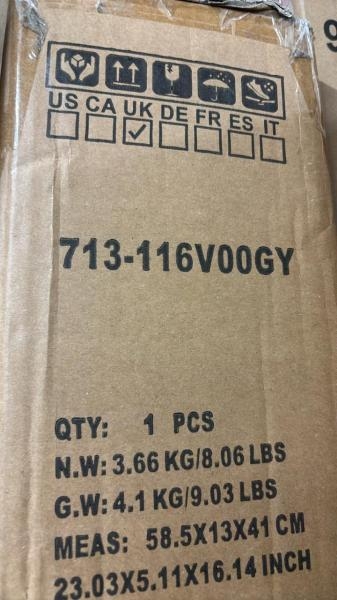 US CA UK DE FR ES IT
713-116V00GY
QTY: 1 PCS
N.W: 3.66 KG/8.06 LBS
G.W: 4.1 KG/9.03 LBS
MEAS: 58.5X13X41 CM
23.03X5.11X16.14 INCH
9